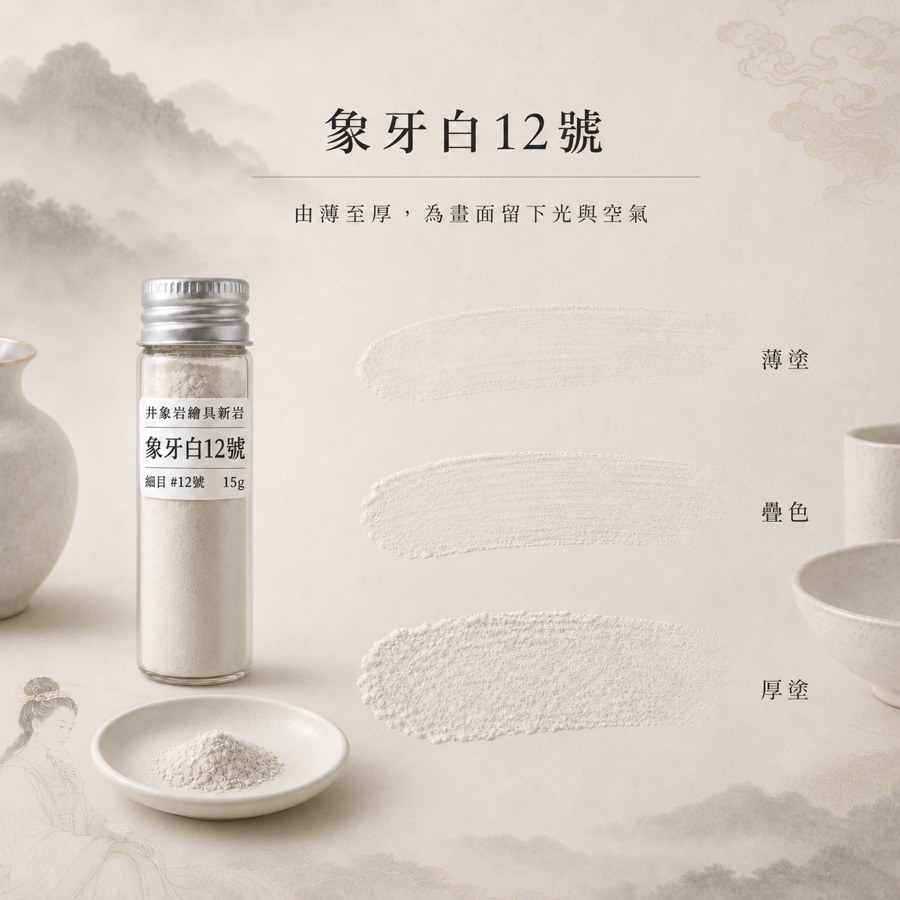 象牙白12號
由薄至厚，為畫面留下光與空氣
井象岩繪具新岩
象牙白12號
細目 #12號 15g
薄塗
疊色
厚塗